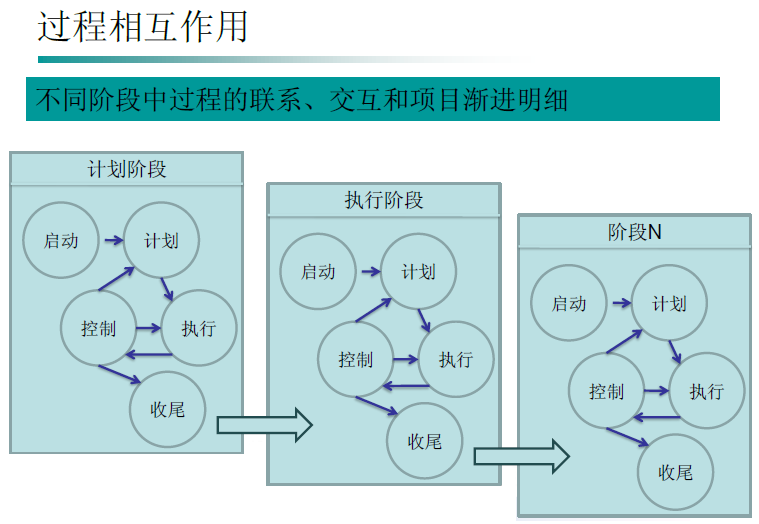 过程相互作用
不同阶段中过程的联系、交互和项目渐进明细
计划阶段
启动
计划
控制
执行
收尾
执行阶段
启动
计划
控制
执行
收尾
阶段N
启动
计划
控制
执行
收尾